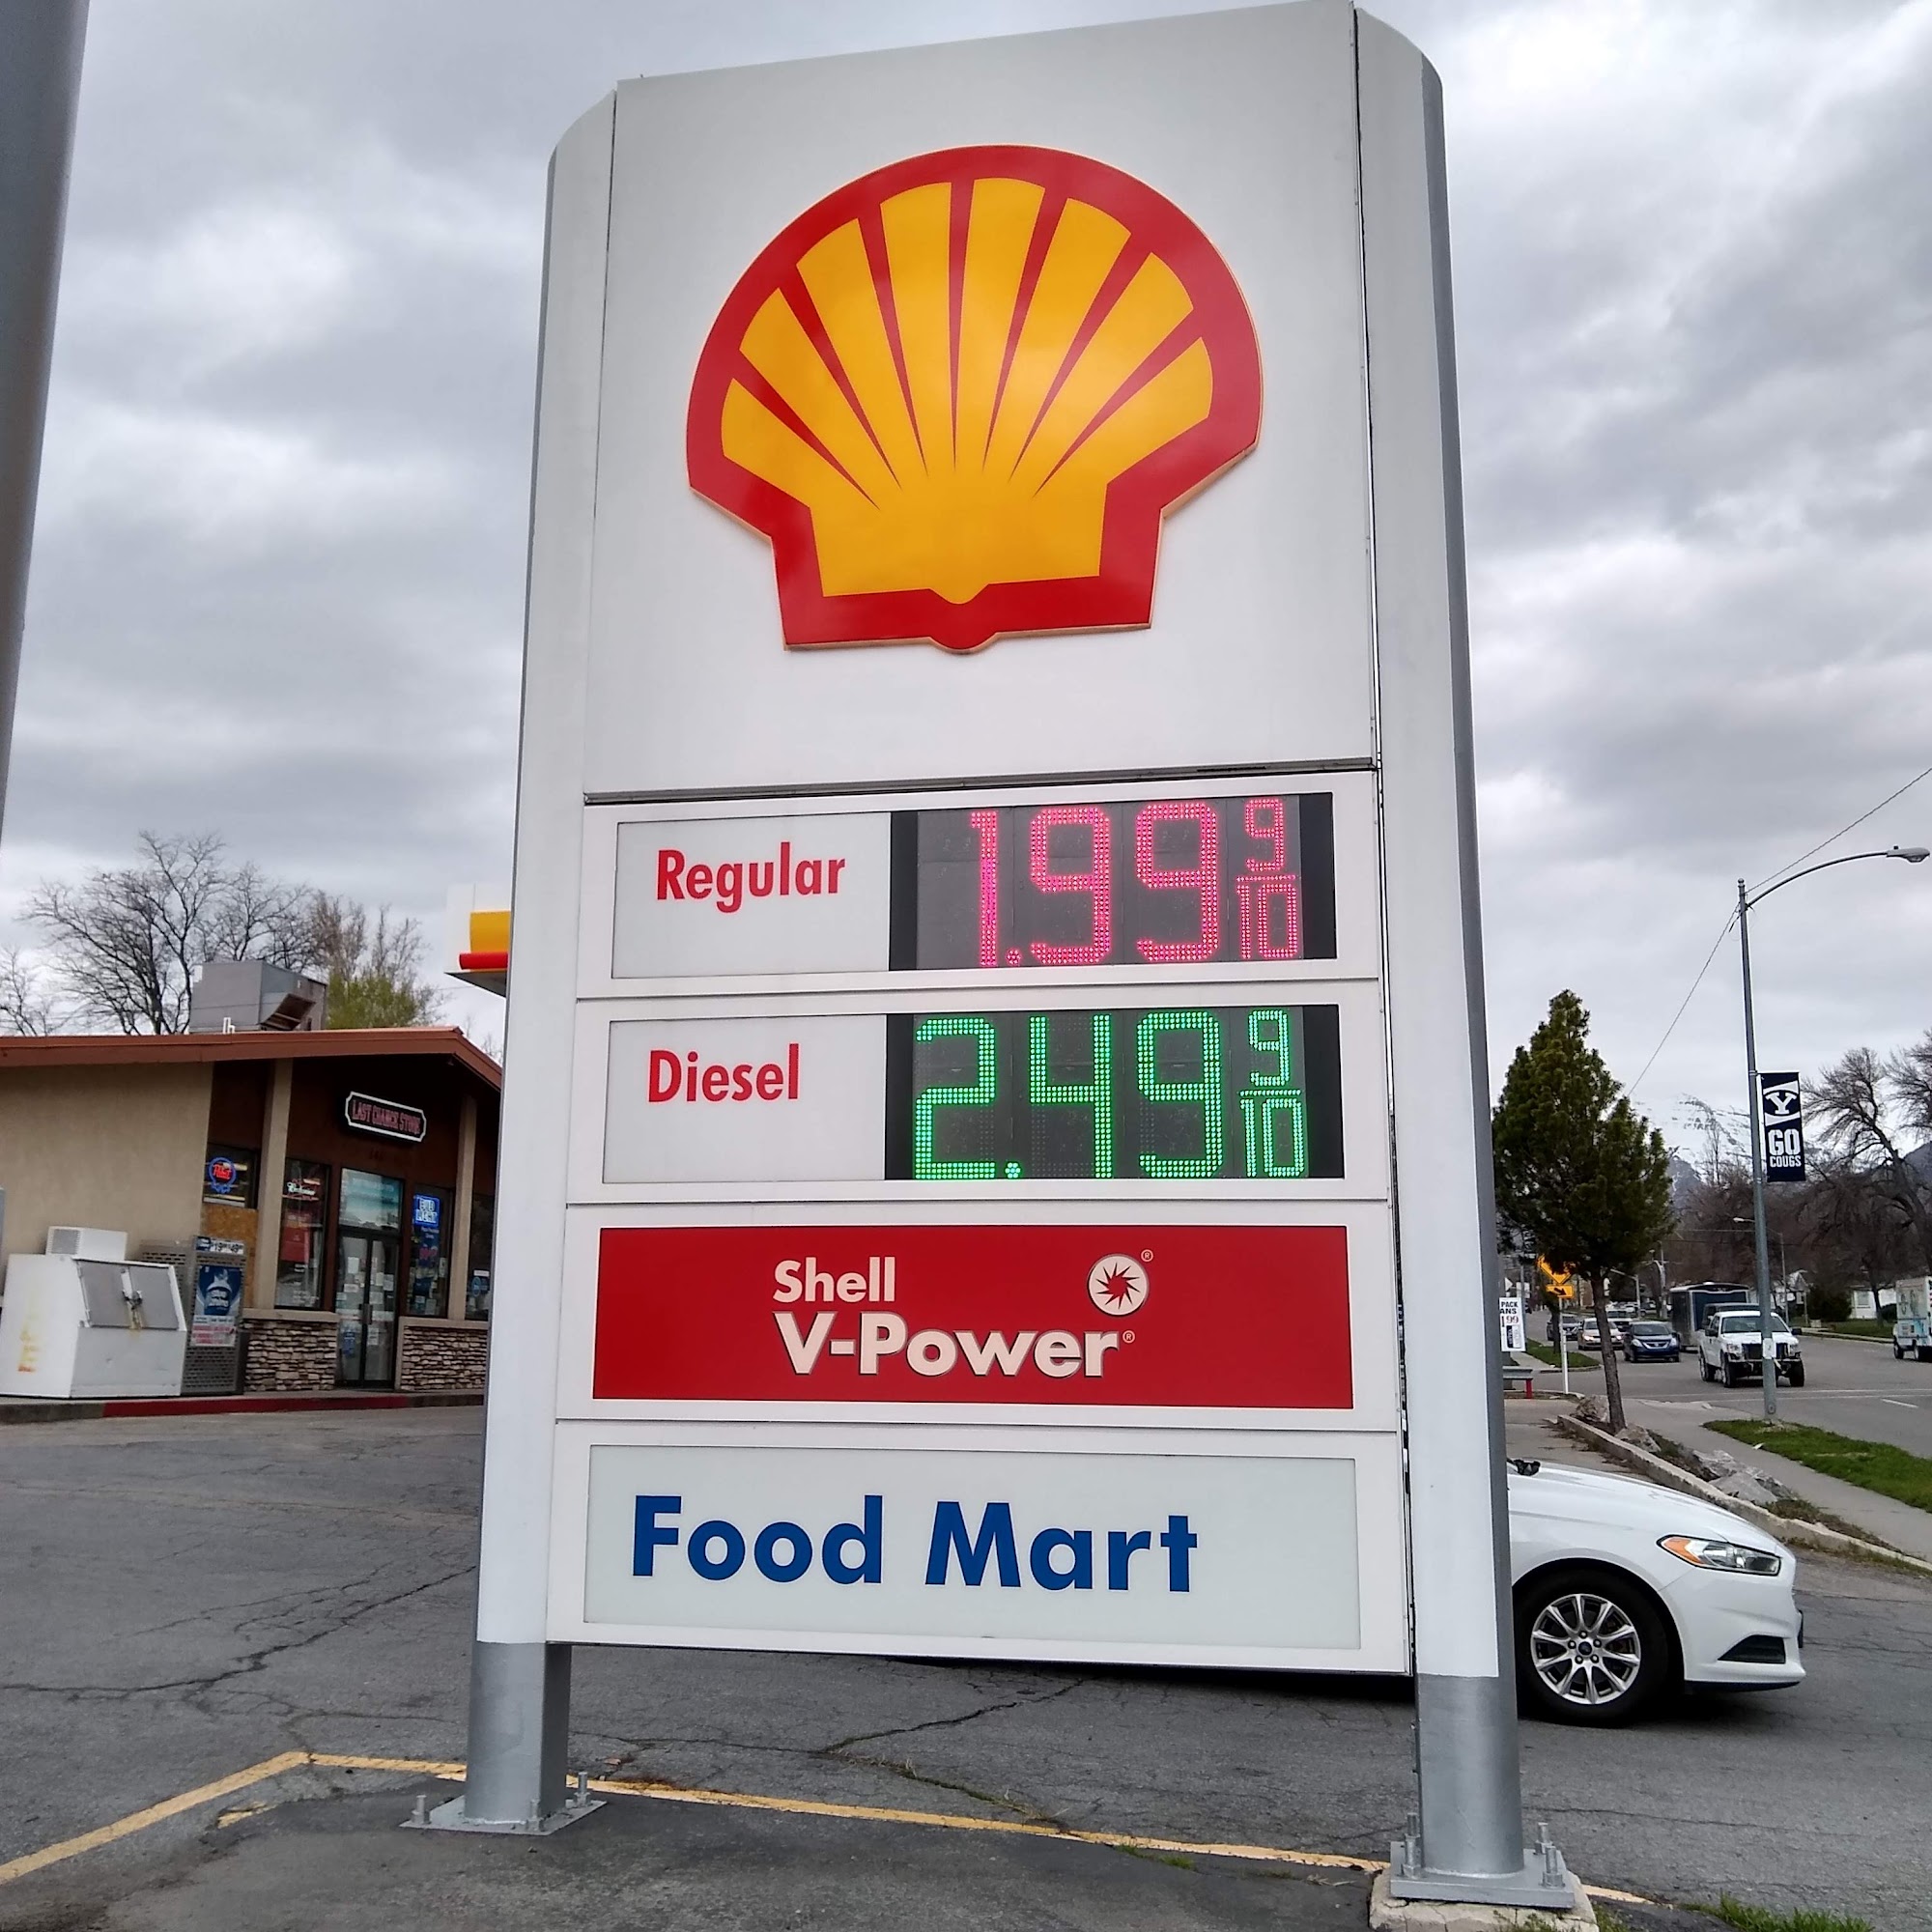 Regular 1.99 9/10
Diesel 2.49 9/10
Shell
V-Power®
Food Mart
LAST CHANCE STORE
Y
GO
COUGS
PACK